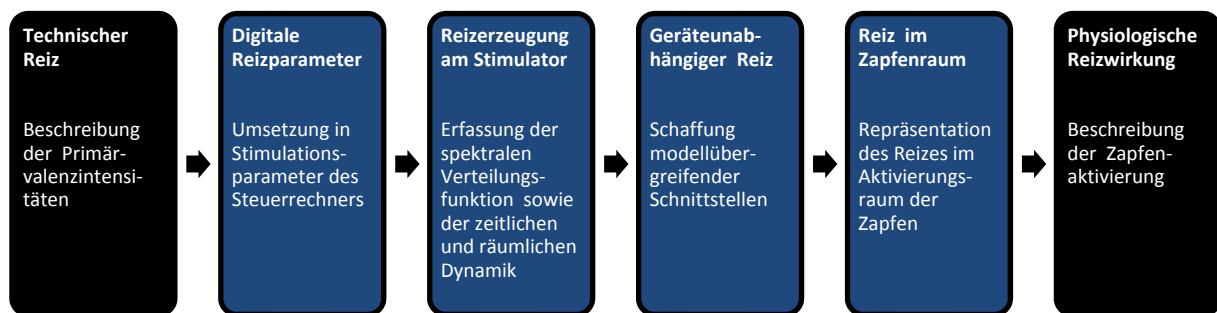 Technischer
Reiz
Beschreibung
der Primär-
valenzintensi-
täten
Digitale
Reizparameter
Umsetzung in
Stimulations-
parameter des
Steuerrechners
Reizerzeugung
am Stimulator
Erfassung der
spektralen
Verteilungs-
funktion sowie
der zeitlichen
und räumlichen
Dynamik
Geräteunab-
hängiger Reiz
Schaffung
modellüber-
greifender
Schnittstellen
Reiz im
Zapfenraum
Repräsentation
des Reizes im
Aktivierungs-
raum der
Zapfen
Physiologische
Reizwirkung
Beschreibung
der Zapfen-
aktivierung